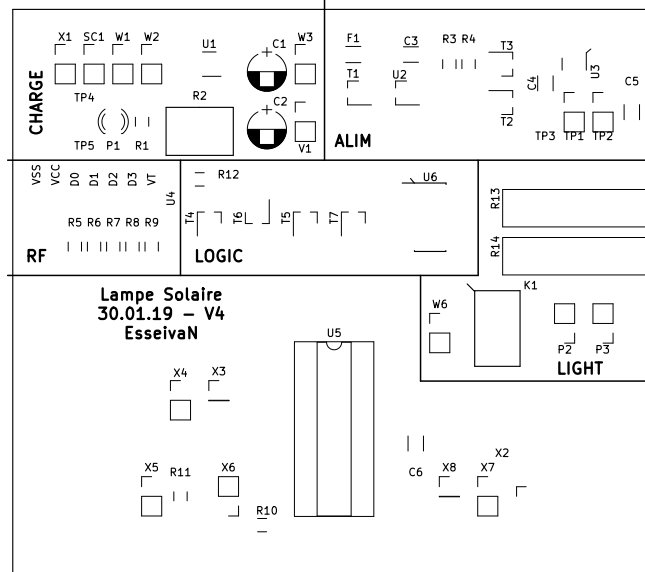 X1 SC1 W1 W2 U1 C1 W3 F1 C3 R3 R4 T3
CHARGE TP4 R2 T1 U2 C4 U3 C5
TP5 P1 R1 C2 V1 ALIM T2 TP3 TP1 TP2
VSS VCC D0 D1 D2 D3 VT U4 R12 U6 R13
T4 T6 T5 T7
R5 R6 R7 R8 R9 R14
RF LOGIC
Lampe Solaire
30.01.19 – V4
EsseivaN
K1
W6
U5
P2 P3
LIGHT
X4 X3
X5 R11 X6 C6 X8 X7 X2
R10